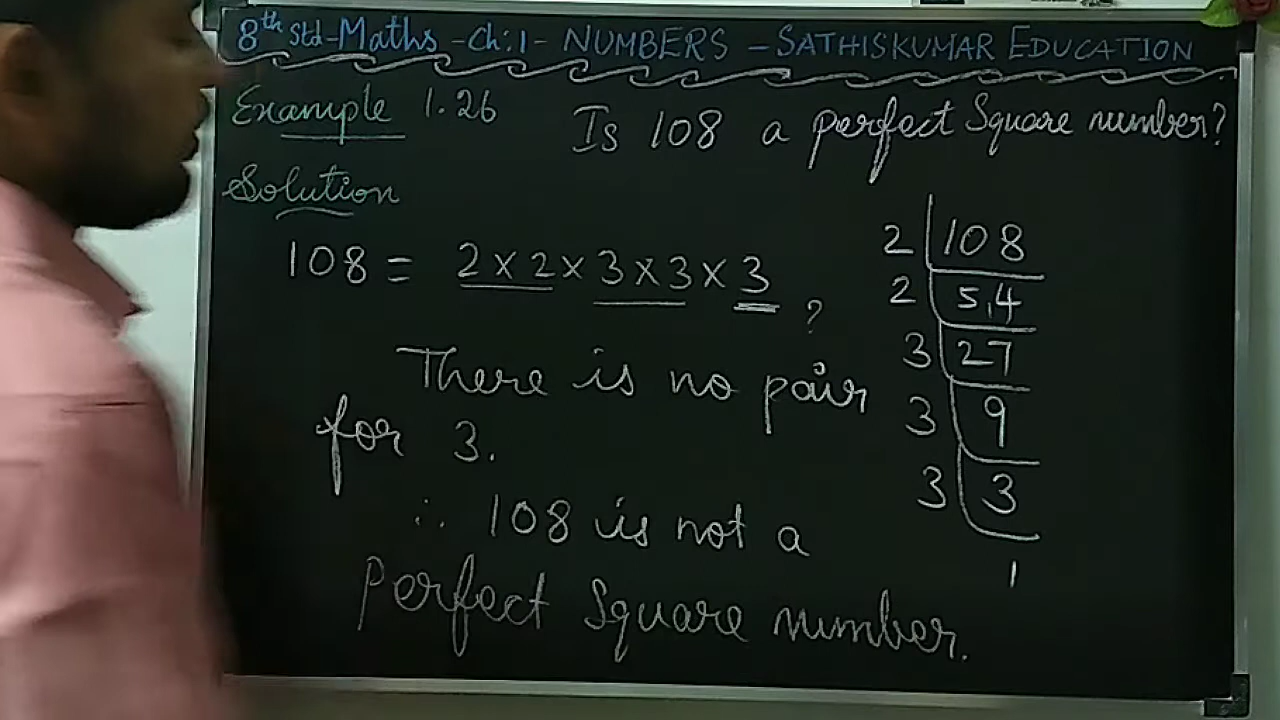 8th Std-Maths -Ch:1- NUMBERS - SATHISKUMAR EDUCATION
Example 1.26 Is 108 a perfect Square number?
Solution
108 = 2 x 2 x 3 x 3 x 3 ?
There is no pair
for 3.
∴ 108 is not a
Perfect Square number.
2 | 108
2 | 5,4
3 | 27
3 | 9
3 | 3
1